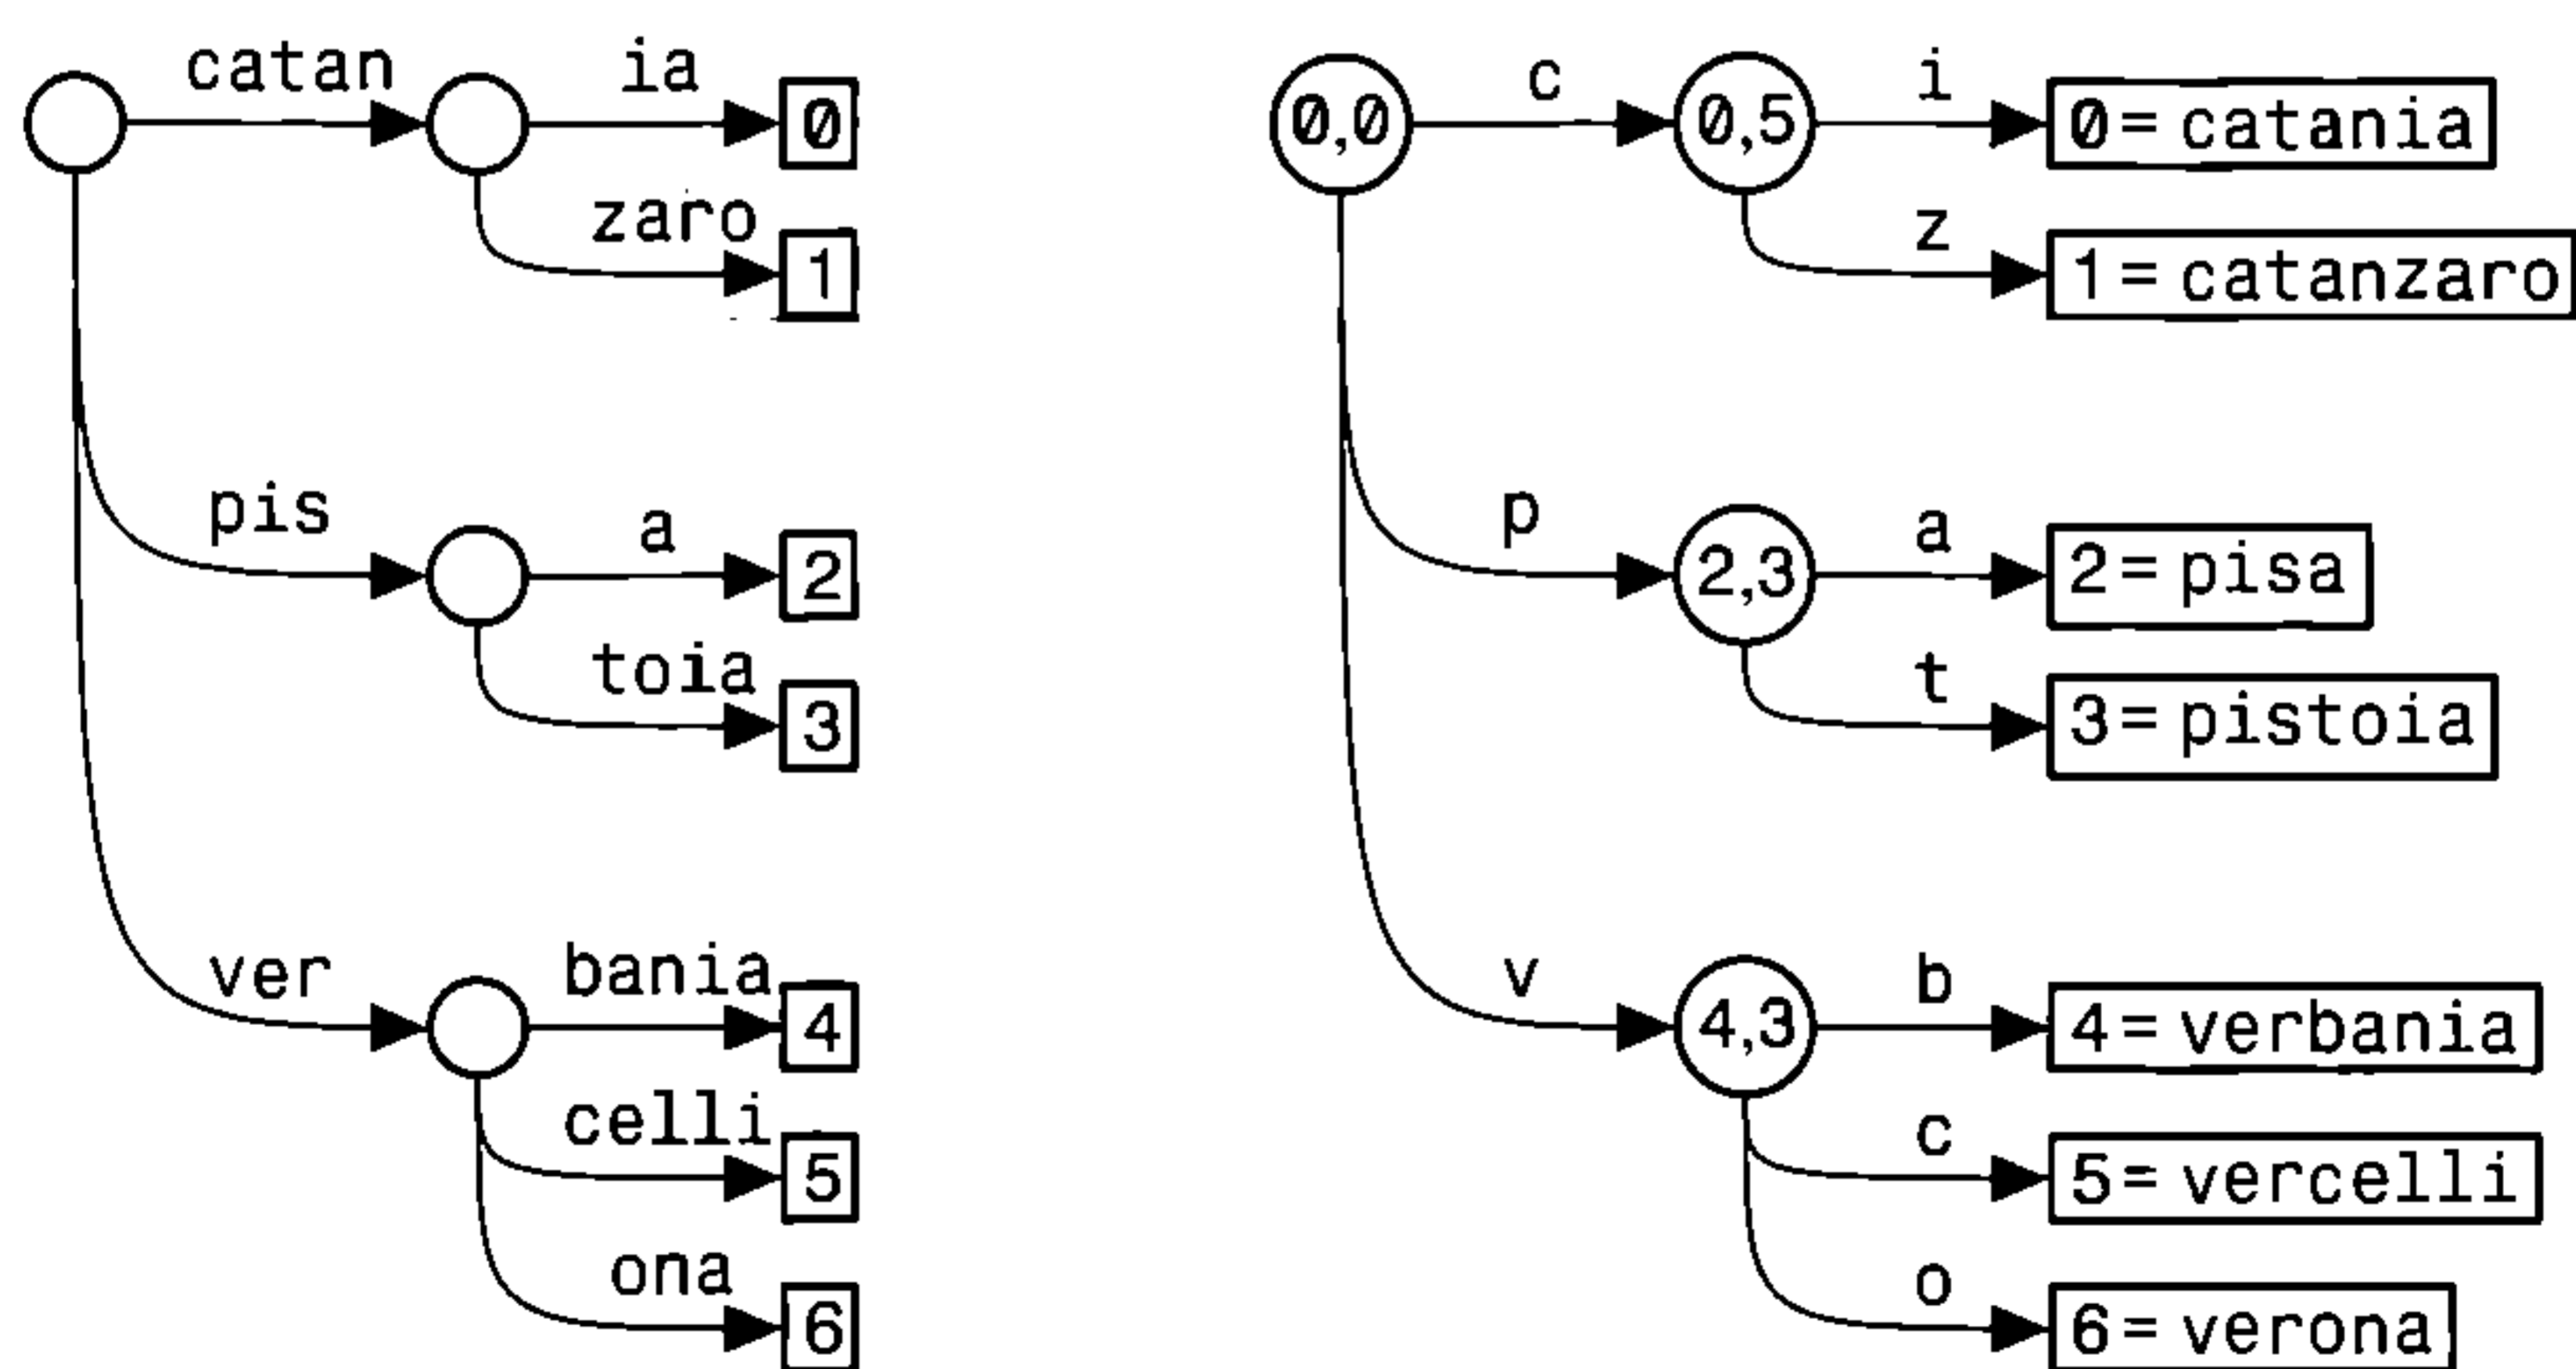 catan
ia
0
zaro
1
pis
a
2
toia
3
ver
bania
4
celli
5
ona
6
0,0
c
0,5
i
0 = catania
z
1 = catanzaro
p
2,3
a
2 = pisa
t
3 = pistoia
v
4,3
b
4 = verbania
c
5 = vercelli
o
6 = verona